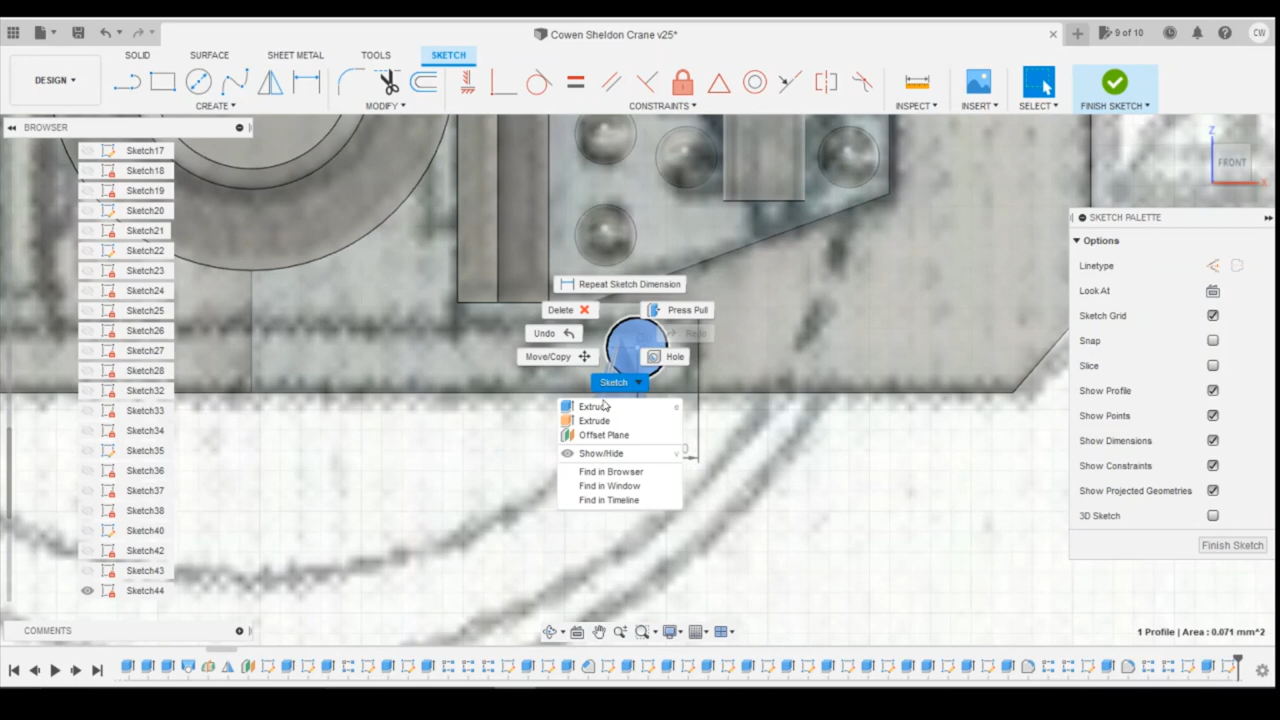 Cowen Sheldon Crane v25*
9 of 10
CW
DESIGN
SOLID
SURFACE
SHEET METAL
TOOLS
SKETCH
CREATE
MODIFY
CONSTRAINTS
INSPECT
INSERT
SELECT
FINISH SKETCH
BROWSER
Sketch17
Sketch18
Sketch19
Sketch20
Sketch21
Sketch22
Sketch23
Sketch24
Sketch25
Sketch26
Sketch27
Sketch28
Sketch32
Sketch33
Sketch34
Sketch35
Sketch36
Sketch37
Sketch38
Sketch40
Sketch42
Sketch43
Sketch44
Z
FRONT
X
SKETCH PALETTE
Options
Linetype
Look At
Sketch Grid
Snap
Slice
Show Profile
Show Points
Show Dimensions
Show Constraints
Show Projected Geometries
3D Sketch
Finish Sketch
Repeat Sketch Dimension
Delete
Press Pull
Undo
Redo
Move/Copy
Hole
Sketch
Extrude e
Extrude
Offset Plane
Show/Hide v
Find in Browser
Find in Window
Find in Timeline
COMMENTS
1 Profile | Area : 0.071 mm^2